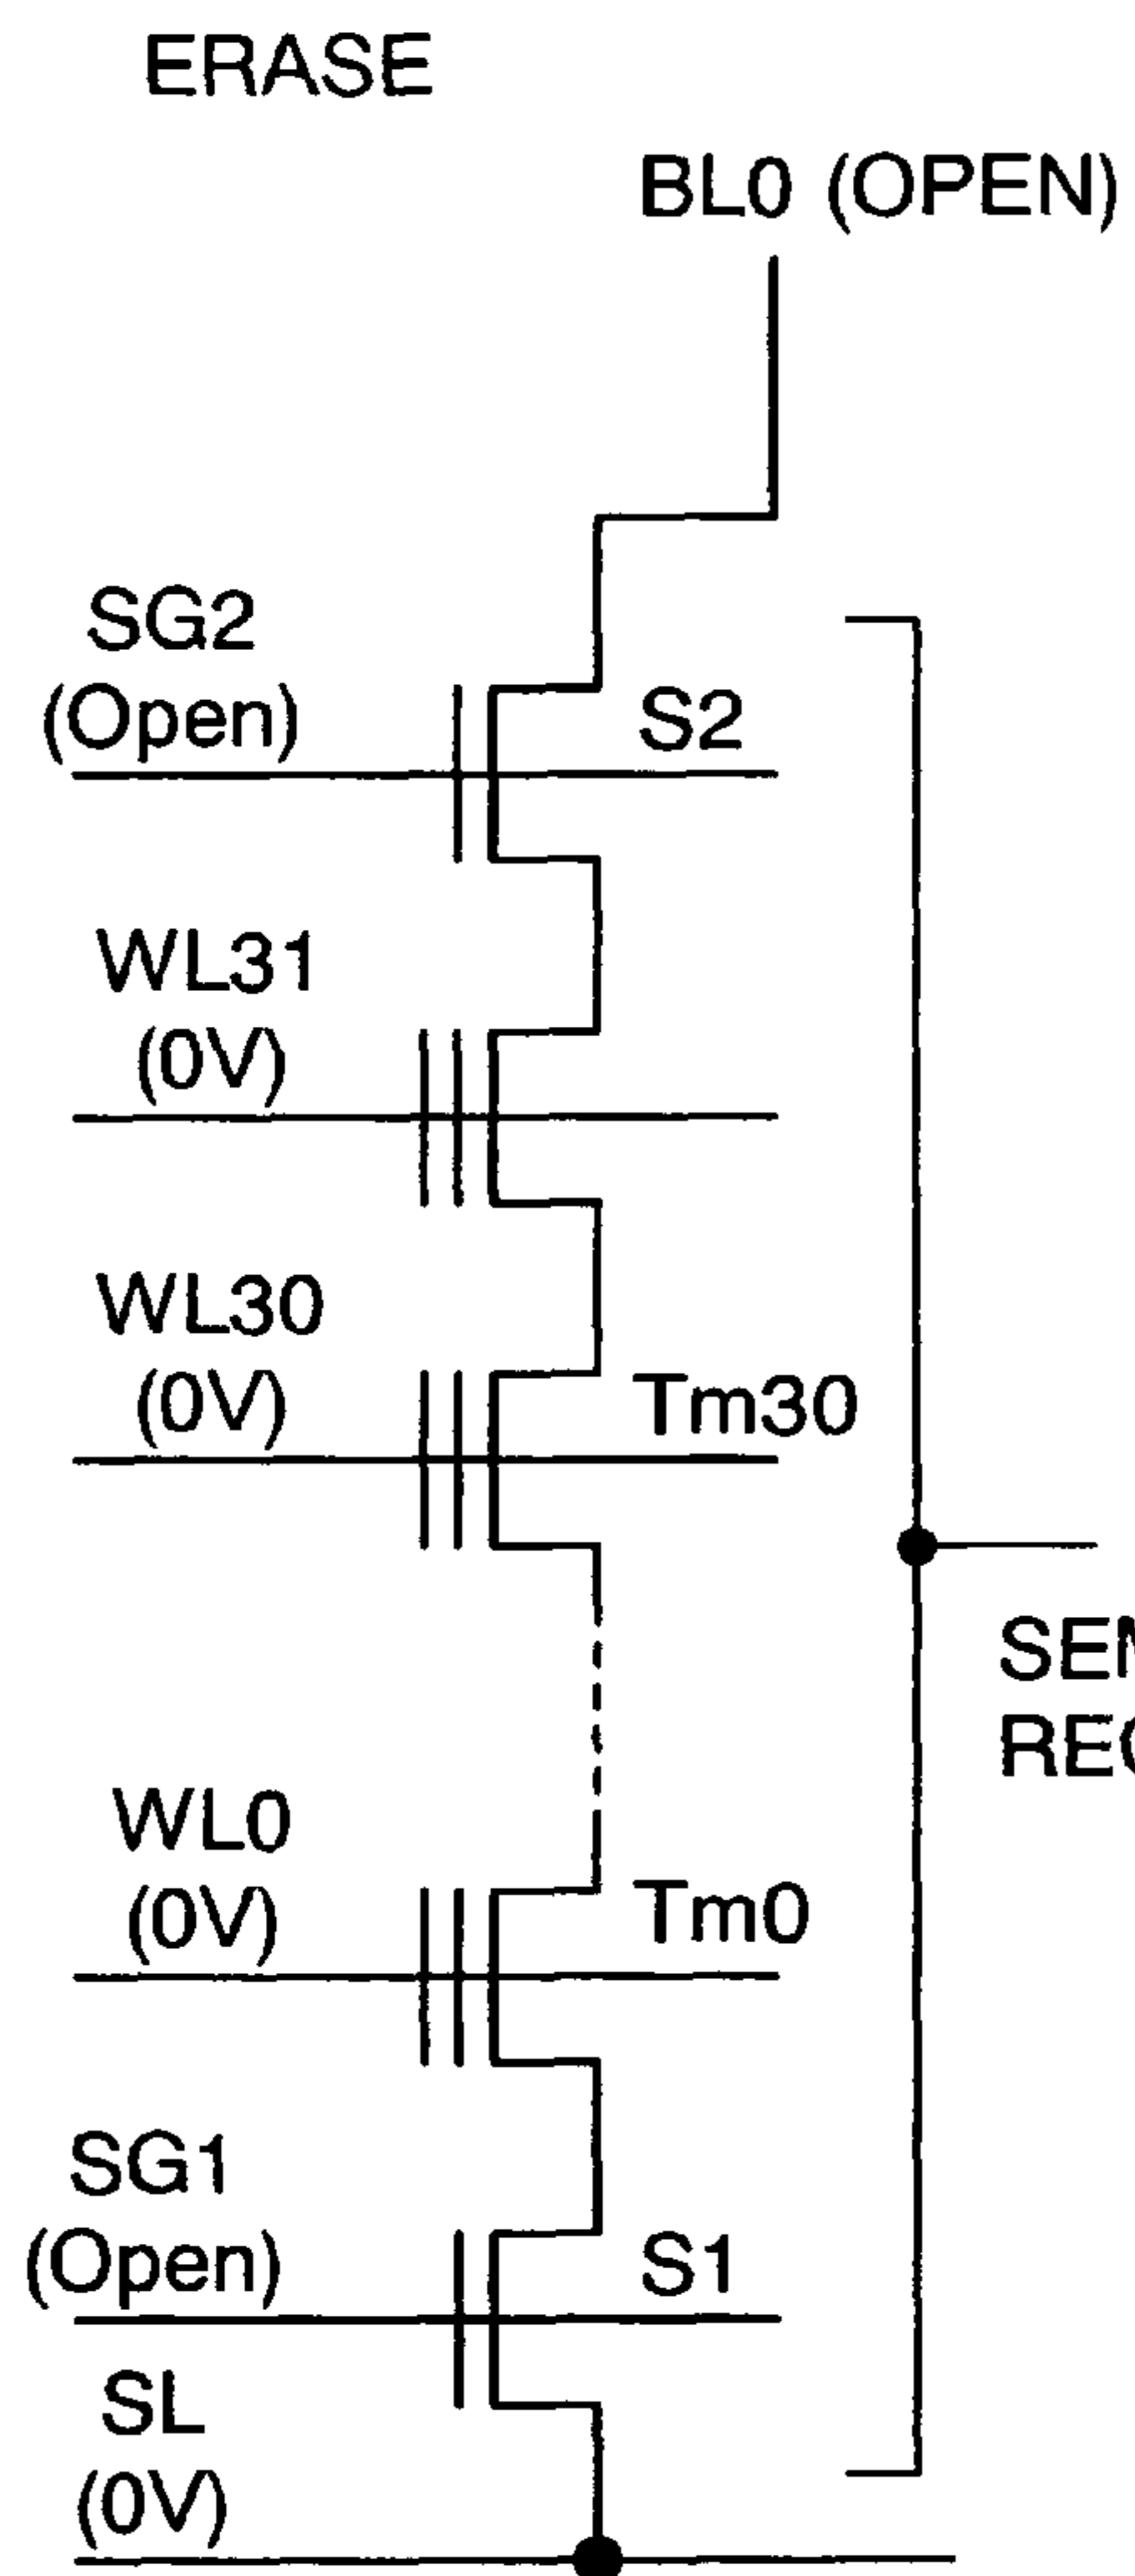 ERASE
BL0 (OPEN)
SG2
(Open)
S2
WL31
(0V)
WL30
(0V)
Tm30
WL0
(0V)
Tm0
SG1
(Open)
S1
SL
(0V)